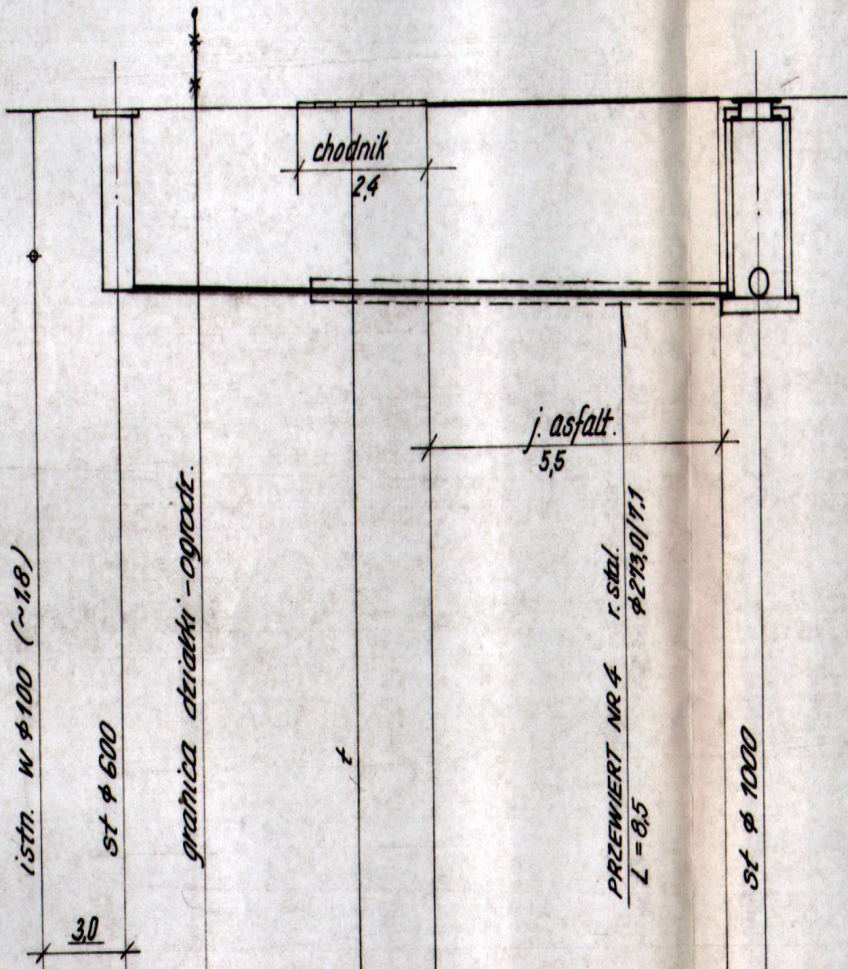 chodnik
2,4
j. asfalt.
5,5
istn. W ϕ100 (~1.8)
st ϕ 600
granica działki - ogrodz.
t
PRZEWIERT NR 4 r. stal.
L = 8,5 ϕ273,0/7,1
st ϕ 1000
3,0